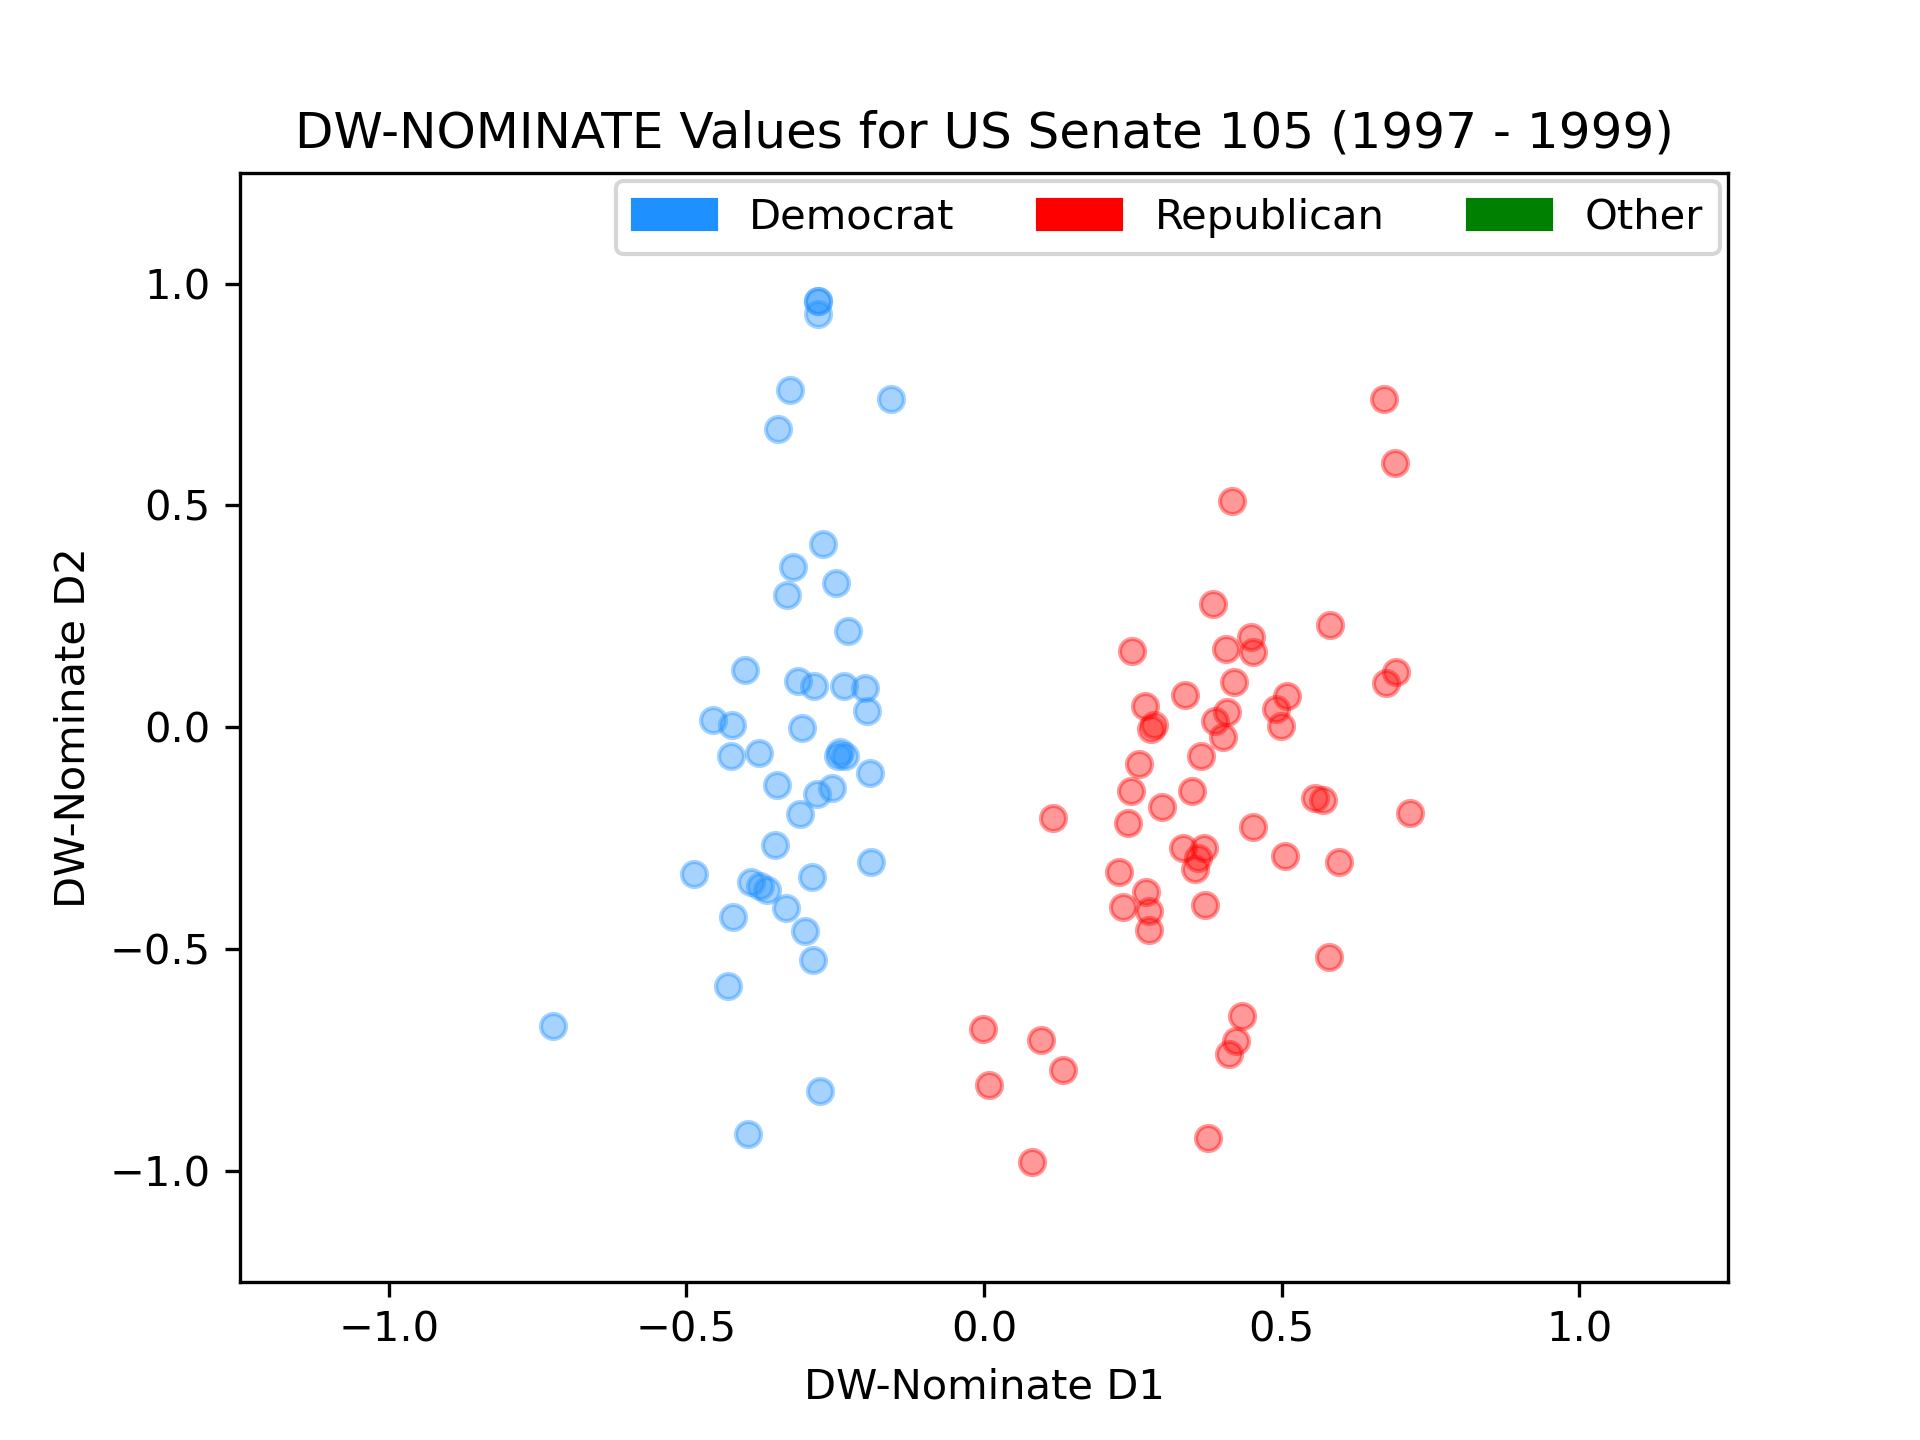 DW-NOMINATE Values for US Senate 105 (1997 - 1999)
Democrat Republican Other
1.0
0.5
0.0
−0.5
−1.0
DW-Nominate D2
−1.0 −0.5 0.0 0.5 1.0
DW-Nominate D1